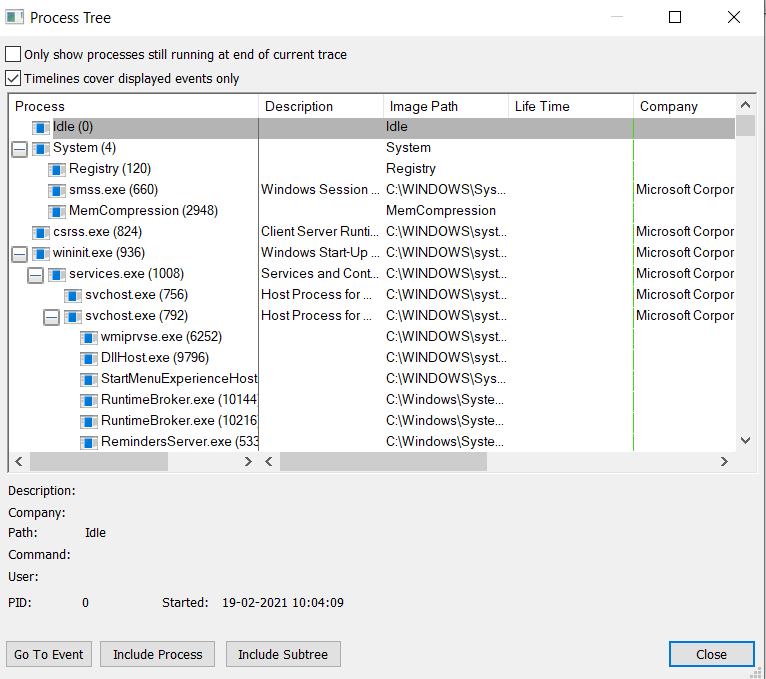 Process Tree
Only show processes still running at end of current trace
Timelines cover displayed events only
Process Description Image Path Life Time Company
Idle (0) Idle
System (4) System
Registry (120) Registry
smss.exe (660) Windows Session ... C:\WINDOWS\Sys... Microsoft Corpor
MemCompression (2948) MemCompression
csrss.exe (824) Client Server Runti... C:\WINDOWS\syst... Microsoft Corpor
wininit.exe (936) Windows Start-Up ... C:\WINDOWS\syst... Microsoft Corpor
services.exe (1008) Services and Cont... C:\WINDOWS\syst... Microsoft Corpor
svchost.exe (756) Host Process for ... C:\WINDOWS\syst... Microsoft Corpor
svchost.exe (792) Host Process for ... C:\WINDOWS\syst... Microsoft Corpor
wmiprvse.exe (6252) C:\WINDOWS\syst...
DllHost.exe (9796) C:\WINDOWS\syst...
StartMenuExperienceHost C:\WINDOWS\Sys...
RuntimeBroker.exe (10144 C:\Windows\Syste...
RuntimeBroker.exe (10216 C:\Windows\Syste...
RemindersServer.exe (533 C:\Windows\Syste...
Description:
Company:
Path: Idle
Command:
User:
PID: 0 Started: 19-02-2021 10:04:09
Go To Event Include Process Include Subtree Close